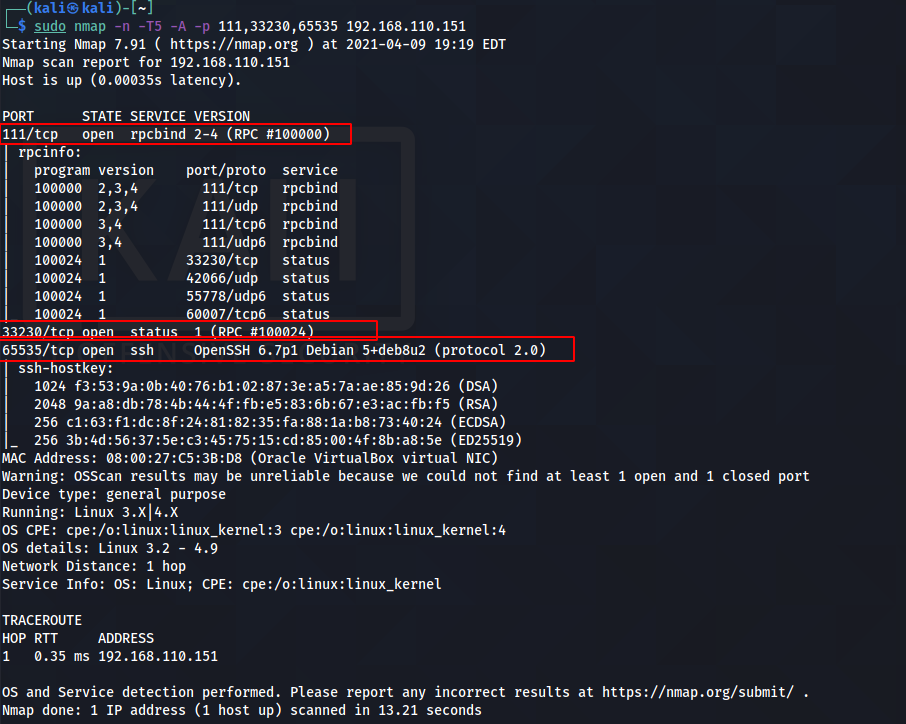 ┌──(kali㉿kali)-[~]
└─$ sudo nmap -n -T5 -A -p 111,33230,65535 192.168.110.151
Starting Nmap 7.91 ( https://nmap.org ) at 2021-04-09 19:19 EDT
Nmap scan report for 192.168.110.151
Host is up (0.00035s latency).

PORT      STATE SERVICE VERSION
111/tcp   open  rpcbind 2-4 (RPC #100000)
| rpcinfo:
|   program version    port/proto  service
|   100000  2,3,4        111/tcp   rpcbind
|   100000  2,3,4        111/udp   rpcbind
|   100000  3,4          111/tcp6  rpcbind
|   100000  3,4          111/udp6  rpcbind
|   100024  1          33230/tcp   status
|   100024  1          42066/udp   status
|   100024  1          55778/udp6  status
|   100024  1          60007/tcp6  status
33230/tcp open  status  1 (RPC #100024)
65535/tcp open  ssh     OpenSSH 6.7p1 Debian 5+deb8u2 (protocol 2.0)
| ssh-hostkey:
|   1024 f3:53:9a:0b:40:76:b1:02:87:3e:a5:7a:ae:85:9d:26 (DSA)
|   2048 9a:a8:db:78:4b:44:4f:fb:e5:83:6b:67:e3:ac:fb:f5 (RSA)
|   256 c1:63:f1:dc:8f:24:81:82:35:fa:88:1a:b8:73:40:24 (ECDSA)
|_  256 3b:4d:56:37:5e:c3:45:75:15:cd:85:00:4f:8b:a8:5e (ED25519)
MAC Address: 08:00:27:C5:3B:D8 (Oracle VirtualBox virtual NIC)
Warning: OSScan results may be unreliable because we could not find at least 1 open and 1 closed port
Device type: general purpose
Running: Linux 3.X|4.X
OS CPE: cpe:/o:linux:linux_kernel:3 cpe:/o:linux:linux_kernel:4
OS details: Linux 3.2 - 4.9
Network Distance: 1 hop
Service Info: OS: Linux; CPE: cpe:/o:linux:linux_kernel

TRACEROUTE
HOP RTT     ADDRESS
1   0.35 ms 192.168.110.151

OS and Service detection performed. Please report any incorrect results at https://nmap.org/submit/ .
Nmap done: 1 IP address (1 host up) scanned in 13.21 seconds